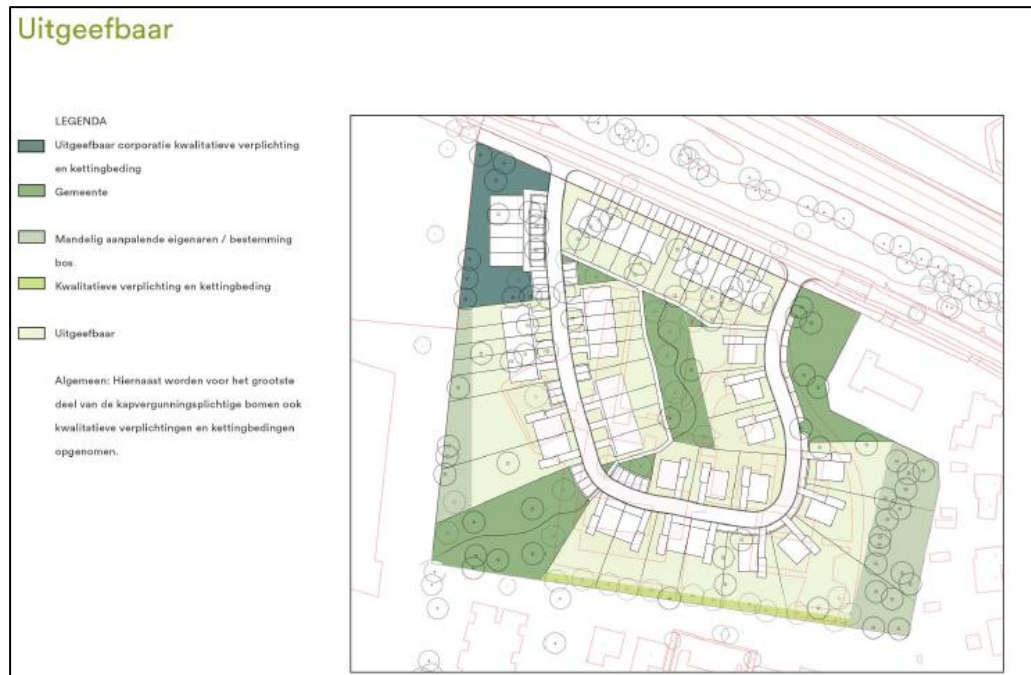 Uitgeefbaar
LEGENDA
Uitgeefbaar corporatie kwalitatieve verplichting
en kettingbeding
Gemeente
Mandelig aanpalende eigenaren / bestemming
bos
Kwalitatieve verplichting en kettingbeding
Uitgeefbaar
Algemeen: Hiernaast worden voor het grootste
deel van de kapvergunningsplichtige bomen ook
kwalitatieve verplichtingen en kettingbedingen
opgenomen.